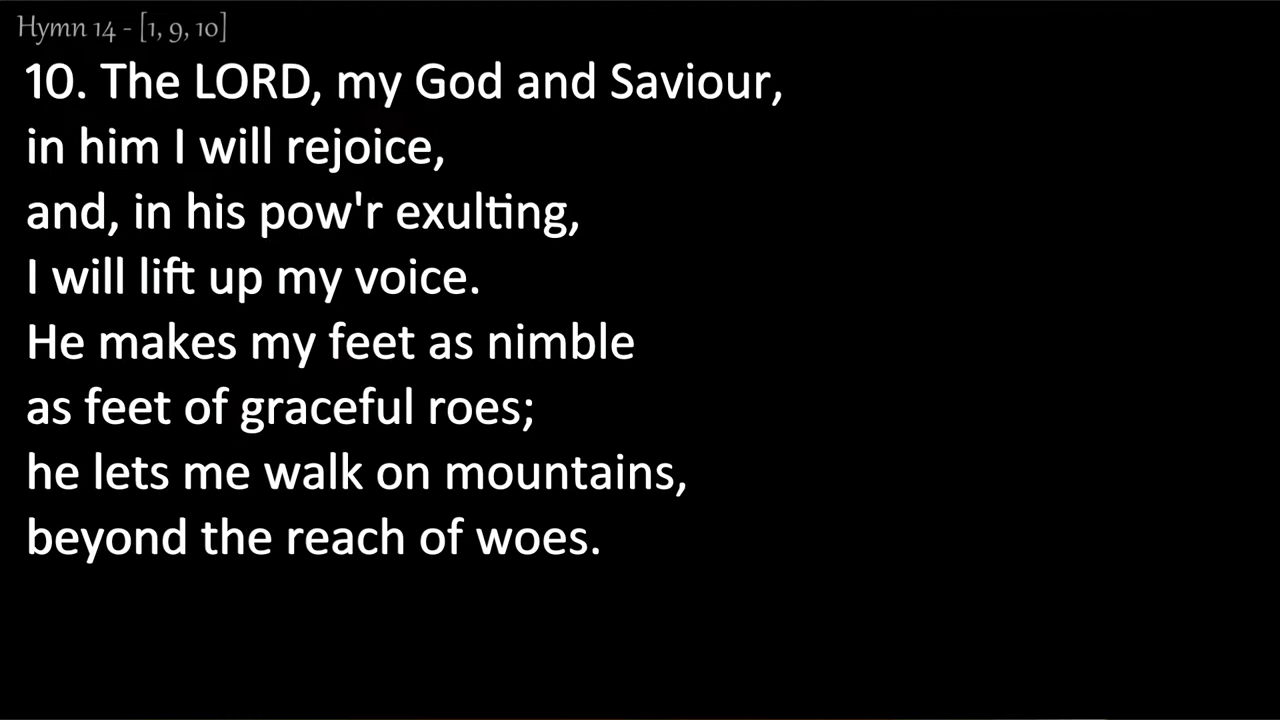 Hymn 14 - [1, 9, 10]
10. The LORD, my God and Saviour,
in him I will rejoice,
and, in his pow'r exulting,
I will lift up my voice.
He makes my feet as nimble
as feet of graceful roes;
he lets me walk on mountains,
beyond the reach of woes.